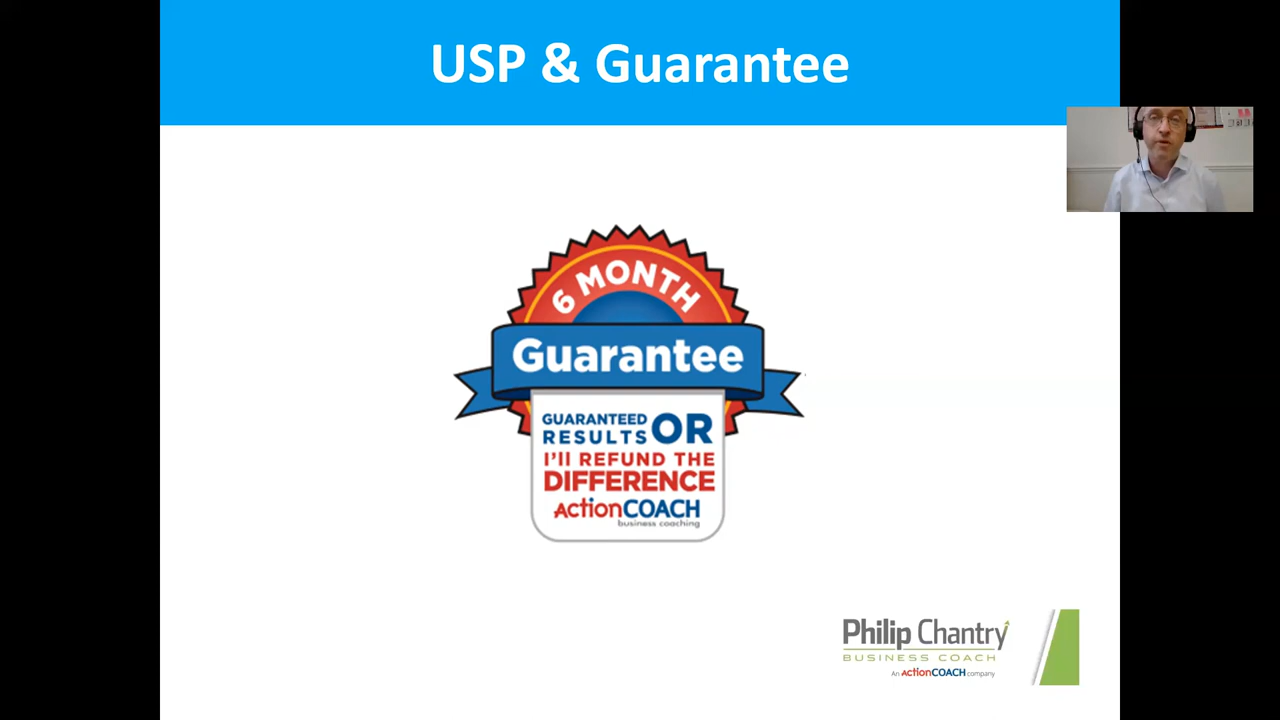 USP & Guarantee
6 MONTH
Guarantee
GUARANTEED
RESULTS OR
I'll REFUND THE
DIFFERENCE
ActionCOACH
business coaching
Philip Chantry
BUSINESS COACH
An ActionCOACH company